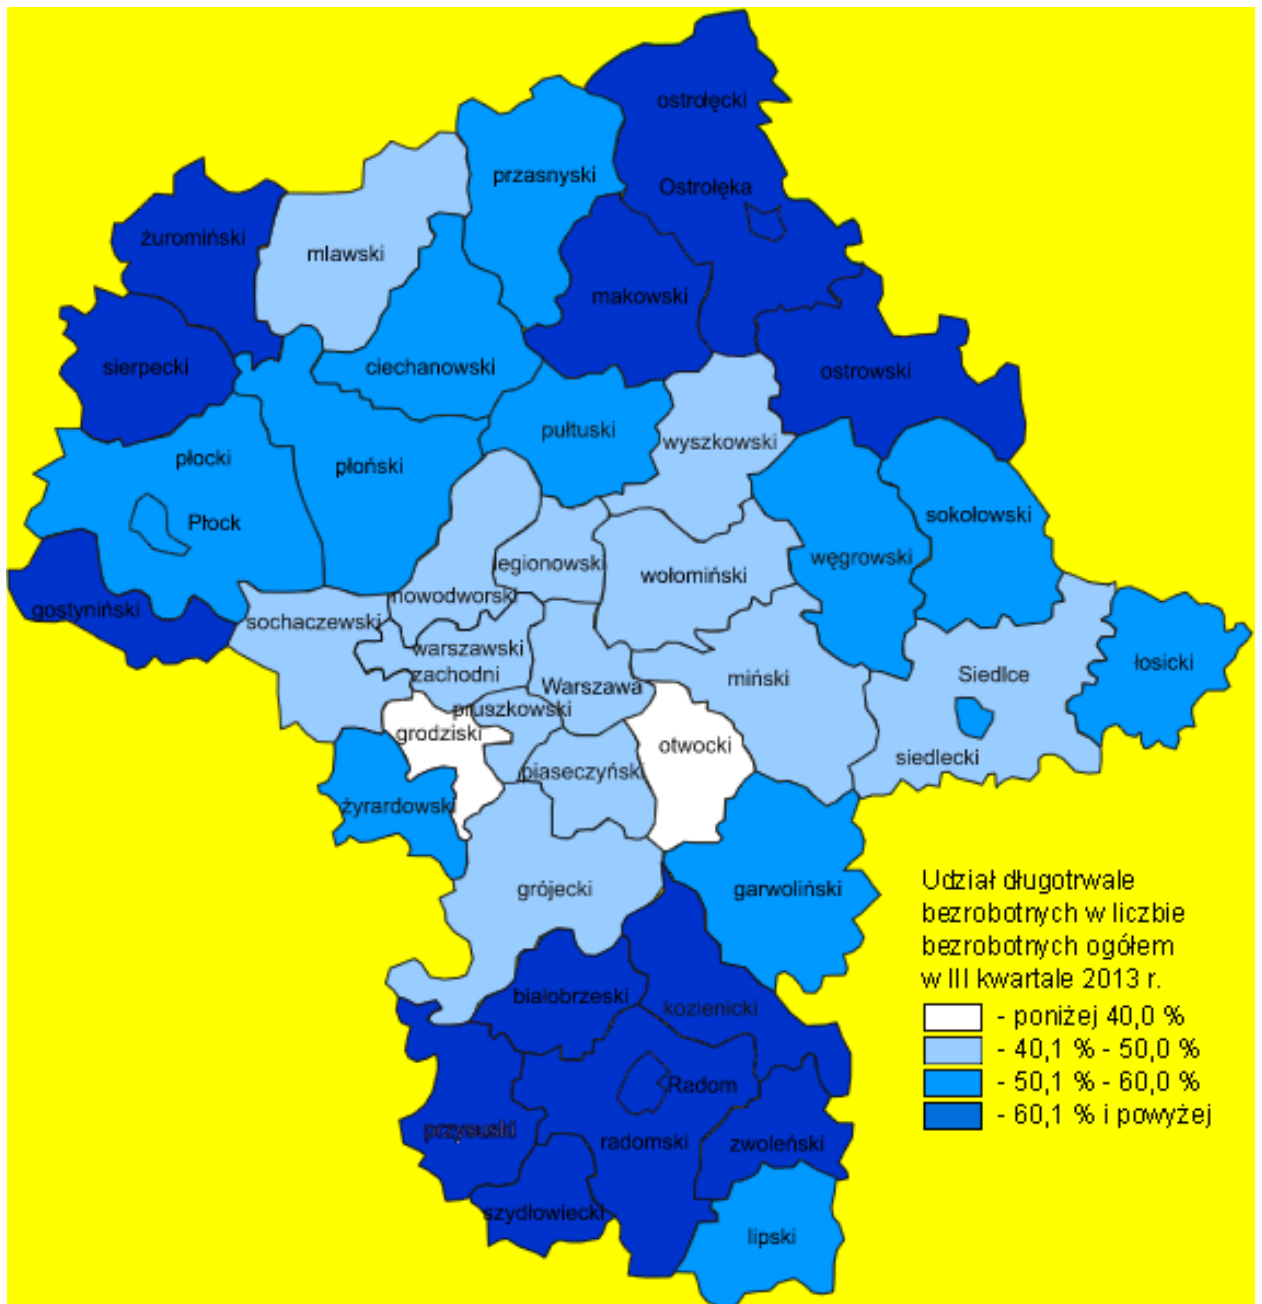 ostrołęcki
przasnyski
Ostrołęka
żuromiński
mlawski
makowski
sierpecki
ciechanowski
ostrowski
pułtuski
wyszkowski
płocki
płoński
Płock
sokołowski
węgrowski
legionowski
wołomiński
nowodworski
gostyniński
sochaczewski
warszawski
zachodni
łosicki
Siedlce
miński
Warszawa
pruszkowski
grodziski
otwocki
siedlecki
piaseczyński
żyrardowski
grójecki
garwoliński
Udział długotrwale
bezrobotnych w liczbie
bezrobotnych ogółem
w III kwartale 2013 r.
- poniżej 40,0 %
- 40,1 % - 50,0 %
- 50,1 % - 60,0 %
- 60,1 % i powyżej
białobrzeski
kozienicki
Radom
przysuski
radomski
zwoleński
szydłowiecki
lipski